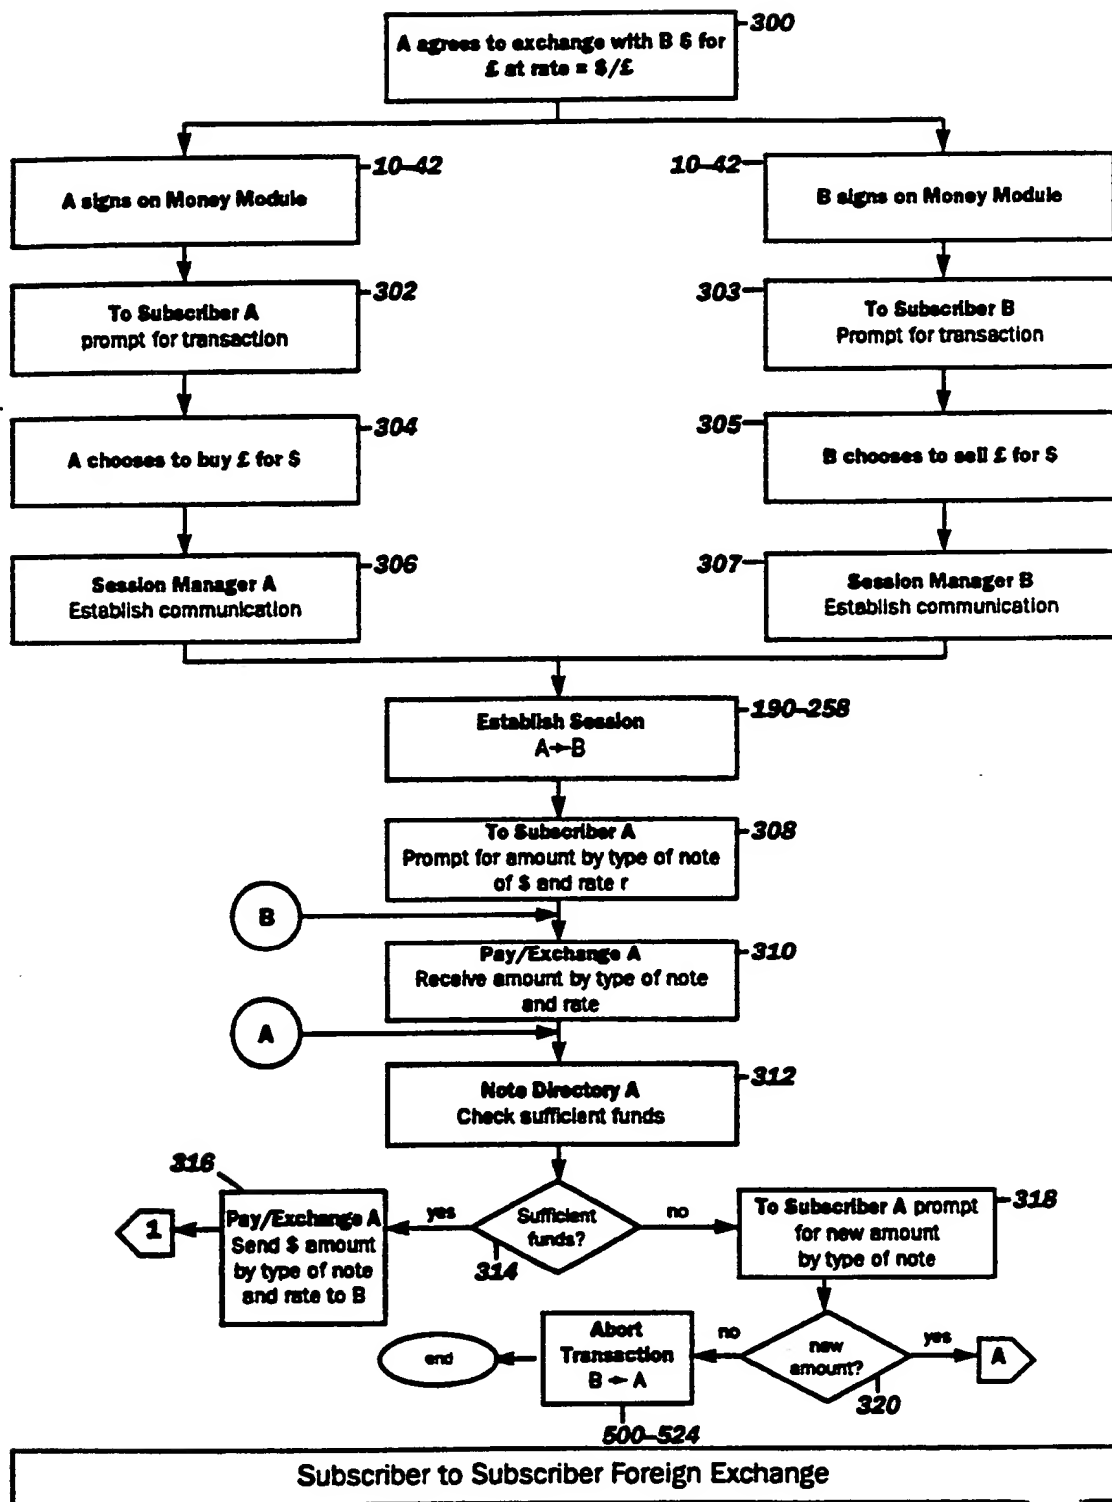 A agrees to exchange with B $ for
£ at rate = $/£
300
A signs on Money Module
10–42
10–42
B signs on Money Module
To Subscriber A
prompt for transaction
302
303
To Subscriber B
Prompt for transaction
A chooses to buy £ for $
304
305
B chooses to sell £ for $
Session Manager A
Establish communication
306
307
Session Manager B
Establish communication
Establish Session
A→B
190–258
To Subscriber A
Prompt for amount by type of note
of $ and rate r
308
B
Pay/Exchange A
Receive amount by type of note
and rate
310
A
Note Directory A
Check sufficient funds
312
316
1
Pay/Exchange A
Send $ amount
by type of note
and rate to B
yes
Sufficient
funds?
314
no
To Subscriber A prompt
for new amount
by type of note
318
end
Abort
Transaction
B → A
500–524
no
new
amount?
320
yes
A
Subscriber to Subscriber Foreign Exchange